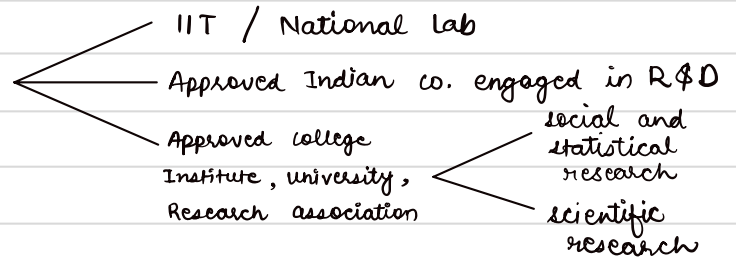 IIT / National Lab
Approved Indian co. engaged in R&D
Approved college
Institute, university,
Research association
social and
statistical
research
scientific
research